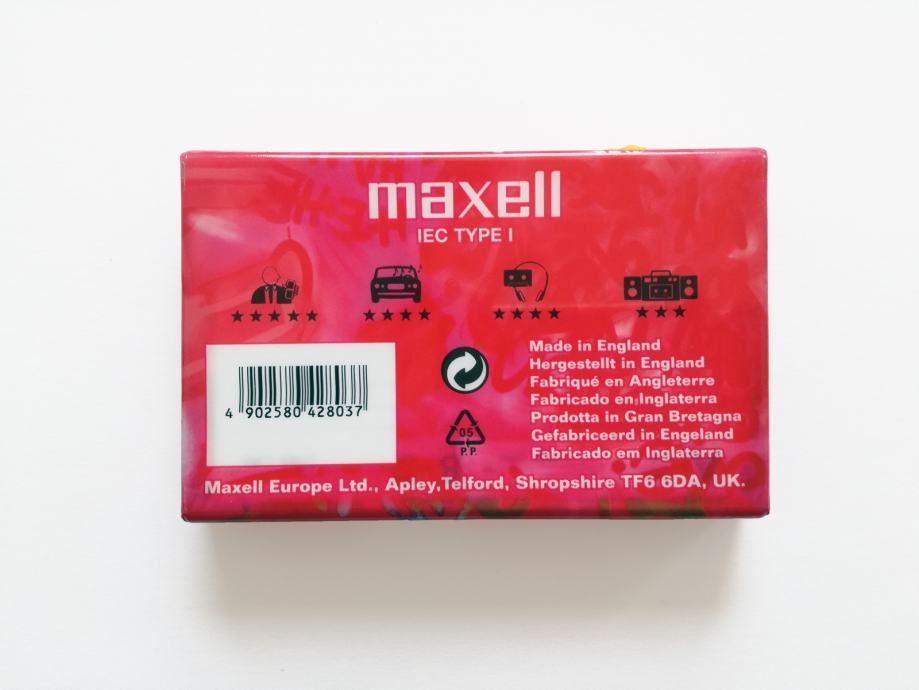 maxell
IEC TYPE I
★★★★★ ★★★★ ★★★★ ★★★
Made in England
Hergestellt in England
Fabriqué en Angleterre
Fabricado en Inglaterra
Prodotta in Gran Bretagna
Gefabriceerd in Engeland
Fabricado em Inglaterra
4 902580 428037
05
P.P.
Maxell Europe Ltd., Apley,Telford, Shropshire TF6 6DA, UK.